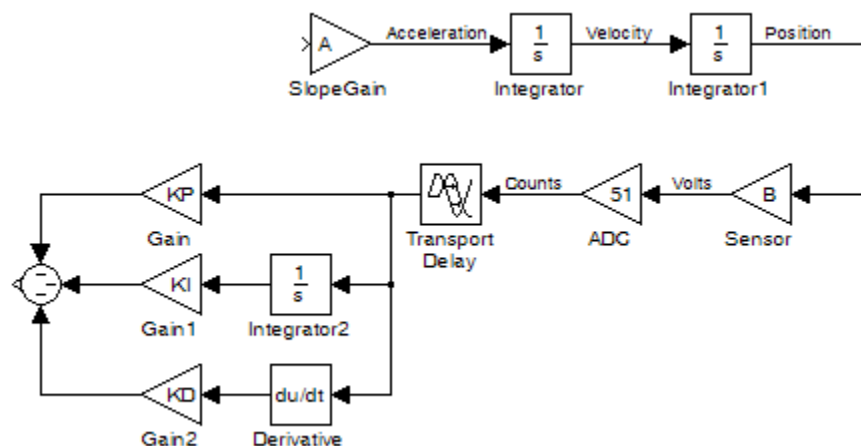 A
Acceleration
1
s
Velocity
1
s
Position
SlopeGain
Integrator
Integrator1
KP
Counts
51
Volts
B
Gain
Transport
Delay
ADC
Sensor
KI
1
s
Gain1
Integrator2
KD
du/dt
Gain2
Derivative